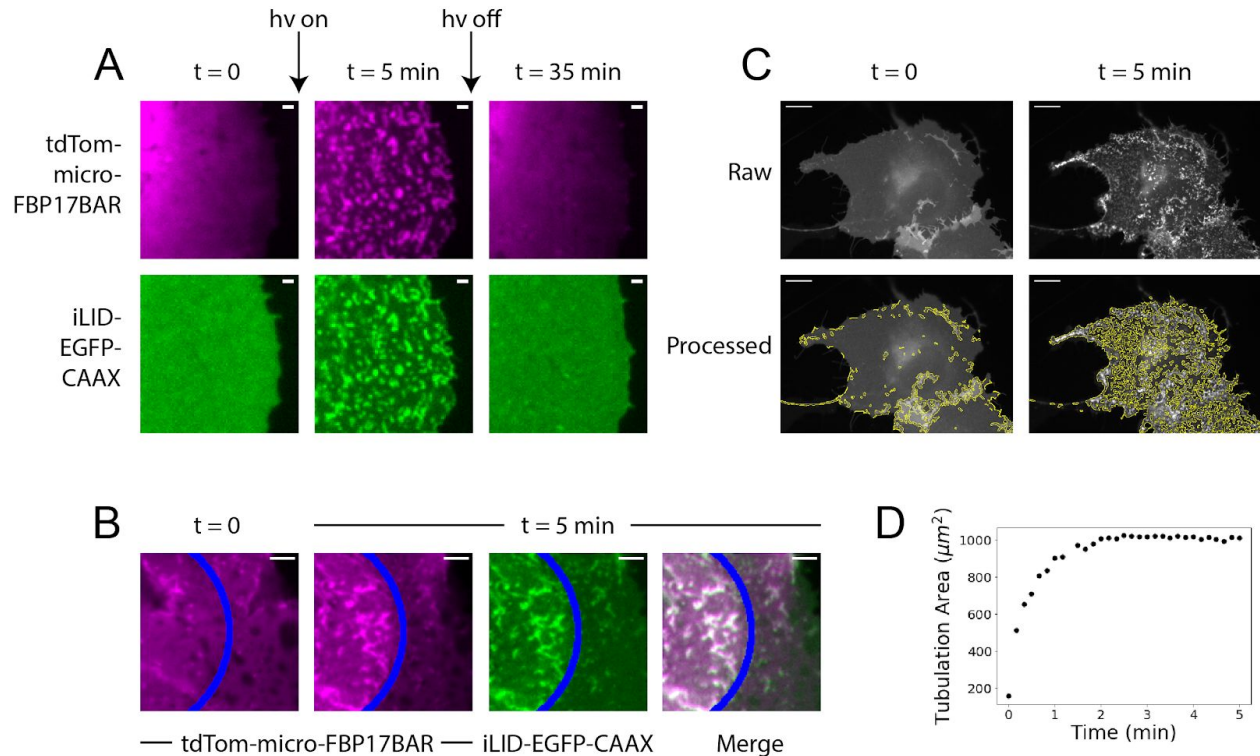 hv on
hv off
A
t = 0
t = 5 min
t = 35 min
tdTom-
micro-
FBP17BAR
iLID-
EGFP-
CAAX
C
t = 0
t = 5 min
Raw
Processed
B
t = 0
t = 5 min
tdTom-micro-FBP17BAR
iLID-EGFP-CAAX
Merge
D
Tubulation Area (μm²)
1000
800
600
400
200
0
1
2
3
4
5
Time (min)